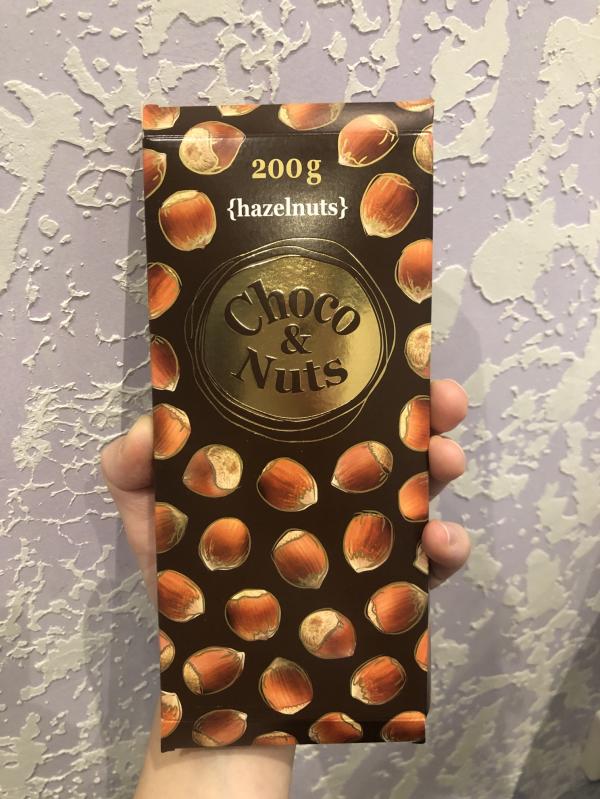 200g
{hazelnuts}
Choco
&
Nuts